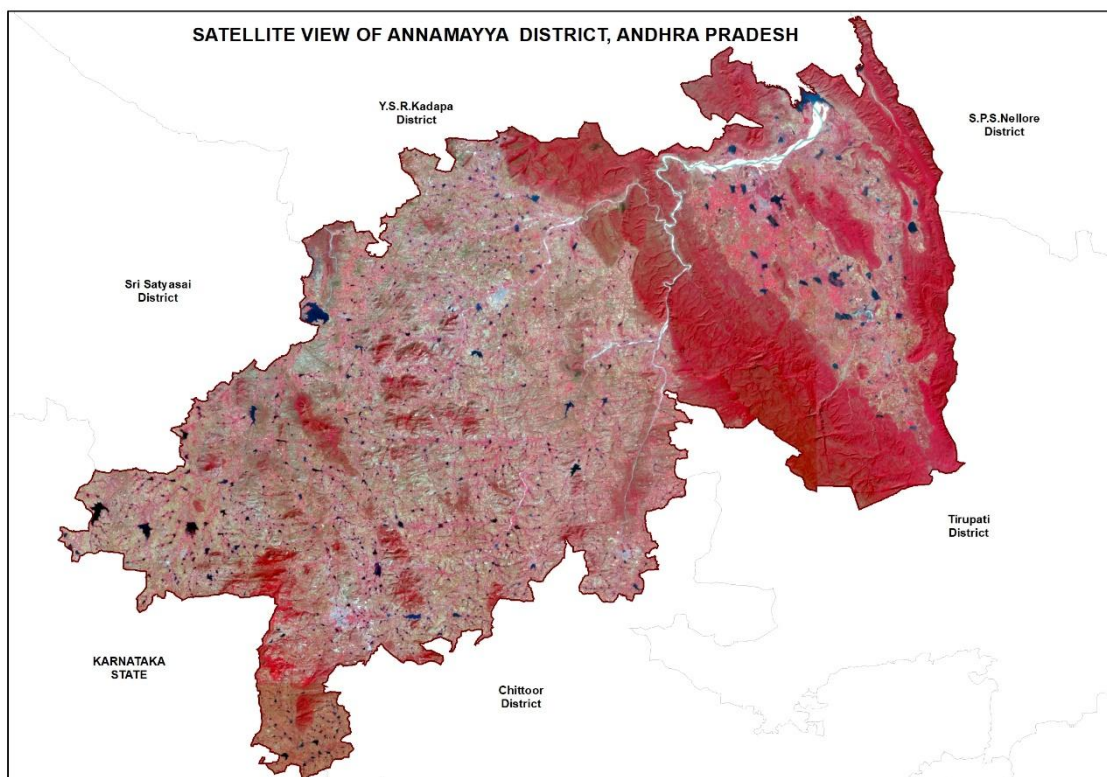 SATELLITE VIEW OF ANNAMAYYA DISTRICT, ANDHRA PRADESH
Y.S.R.Kadapa
District
S.P.S.Nellore
District
Sri Satyasai
District
Tirupati
District
KARNATAKA
STATE
Chittoor
District